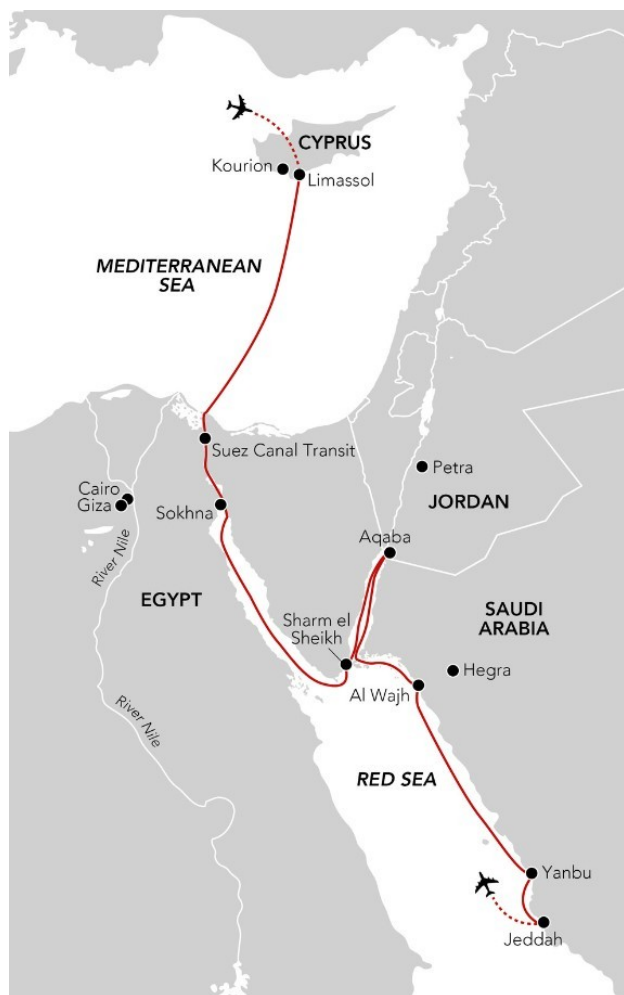 CYPRUS
Kourion
Limassol
MEDITERRANEAN
SEA
Suez Canal Transit
Petra
Cairo
Giza
Sokhna
JORDAN
River Nile
Aqaba
EGYPT
SAUDI
ARABIA
Sharm el
Sheikh
Hegra
Al Wajh
River Nile
RED SEA
Yanbu
Jeddah